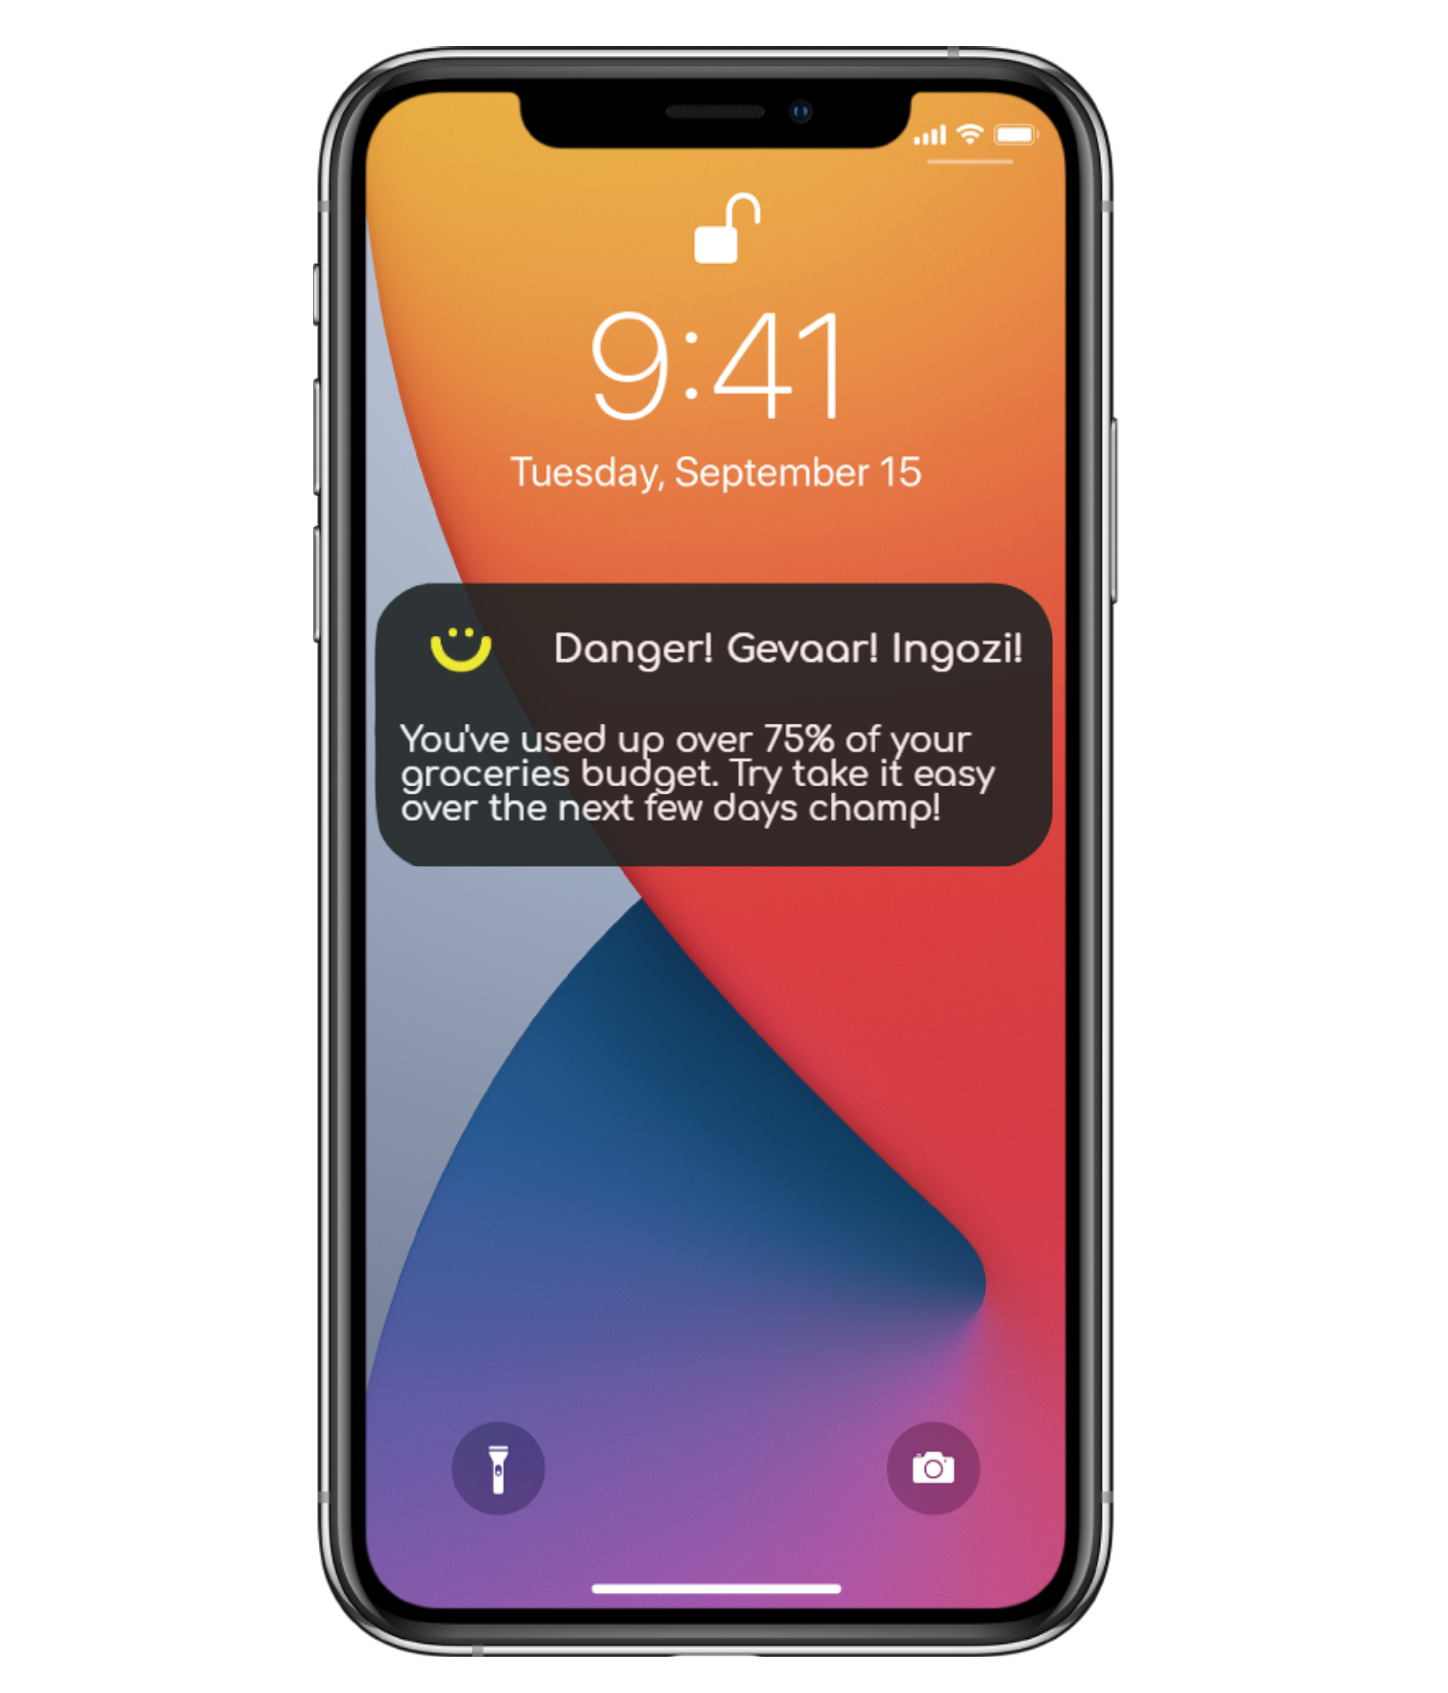 9:41
Tuesday, September 15
Danger! Gevaar! Ingozi!
You've used up over 75% of your
groceries budget. Try take it easy
over the next few days champ!